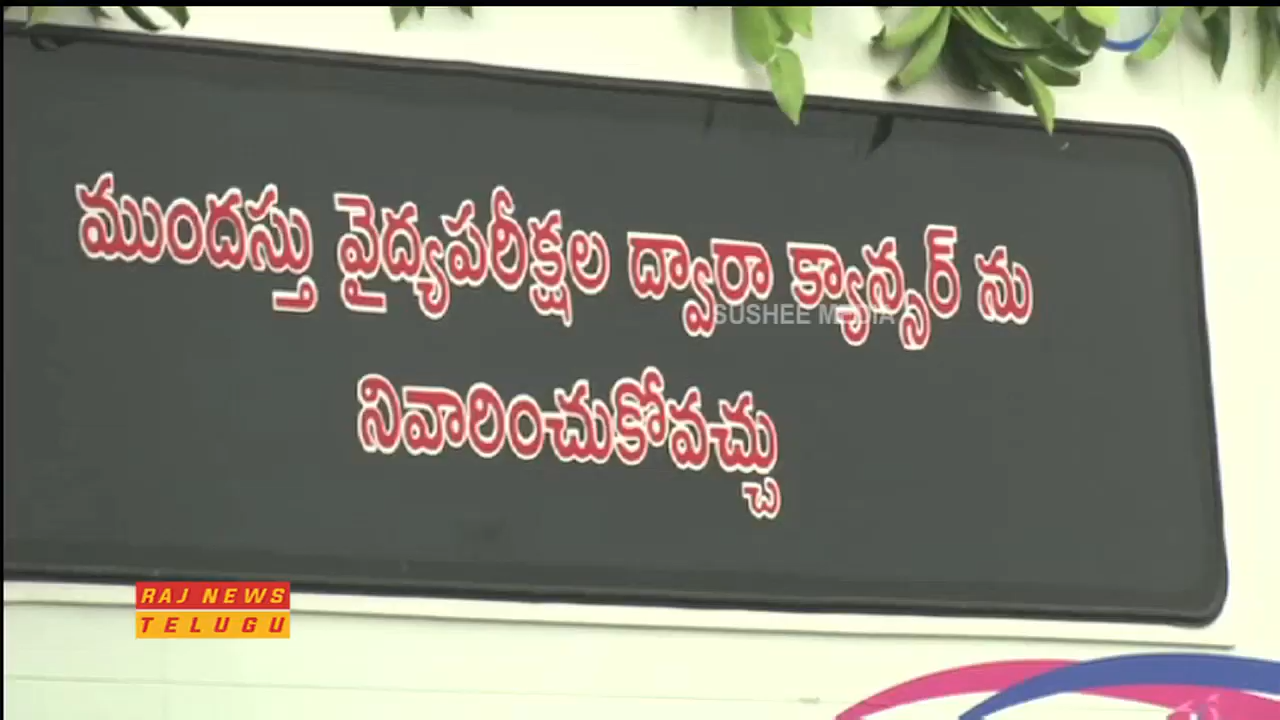 ముందస్తు వైద్యపరీక్షల ద్వారా క్యాన్సర్ ను
SUSHEE MEDIA
నివారించుకోవచ్చు
RAJ NEWS
TELUGU